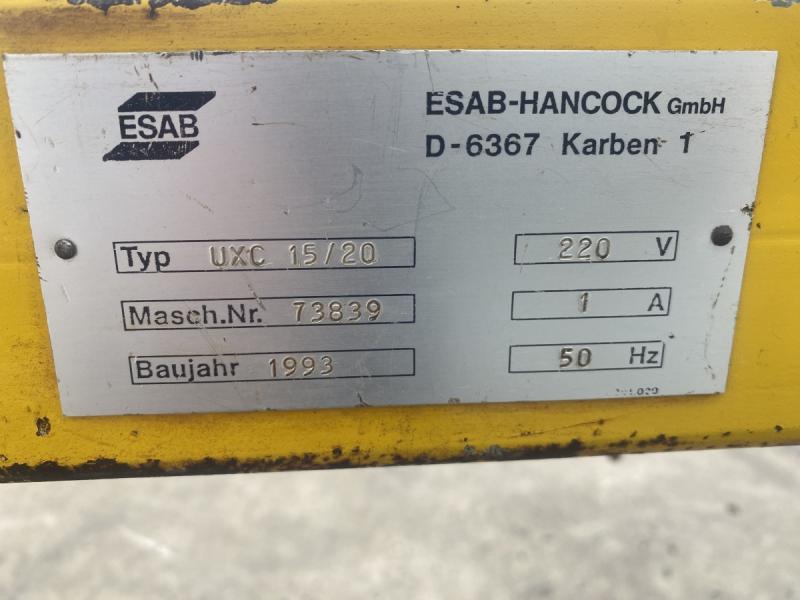 ESAB
ESAB-HANCOCK GmbH
D-6367 Karben 1
Typ UXC 15/20
220 V
Masch.Nr. 73839
1 A
Baujahr 1993
50 Hz